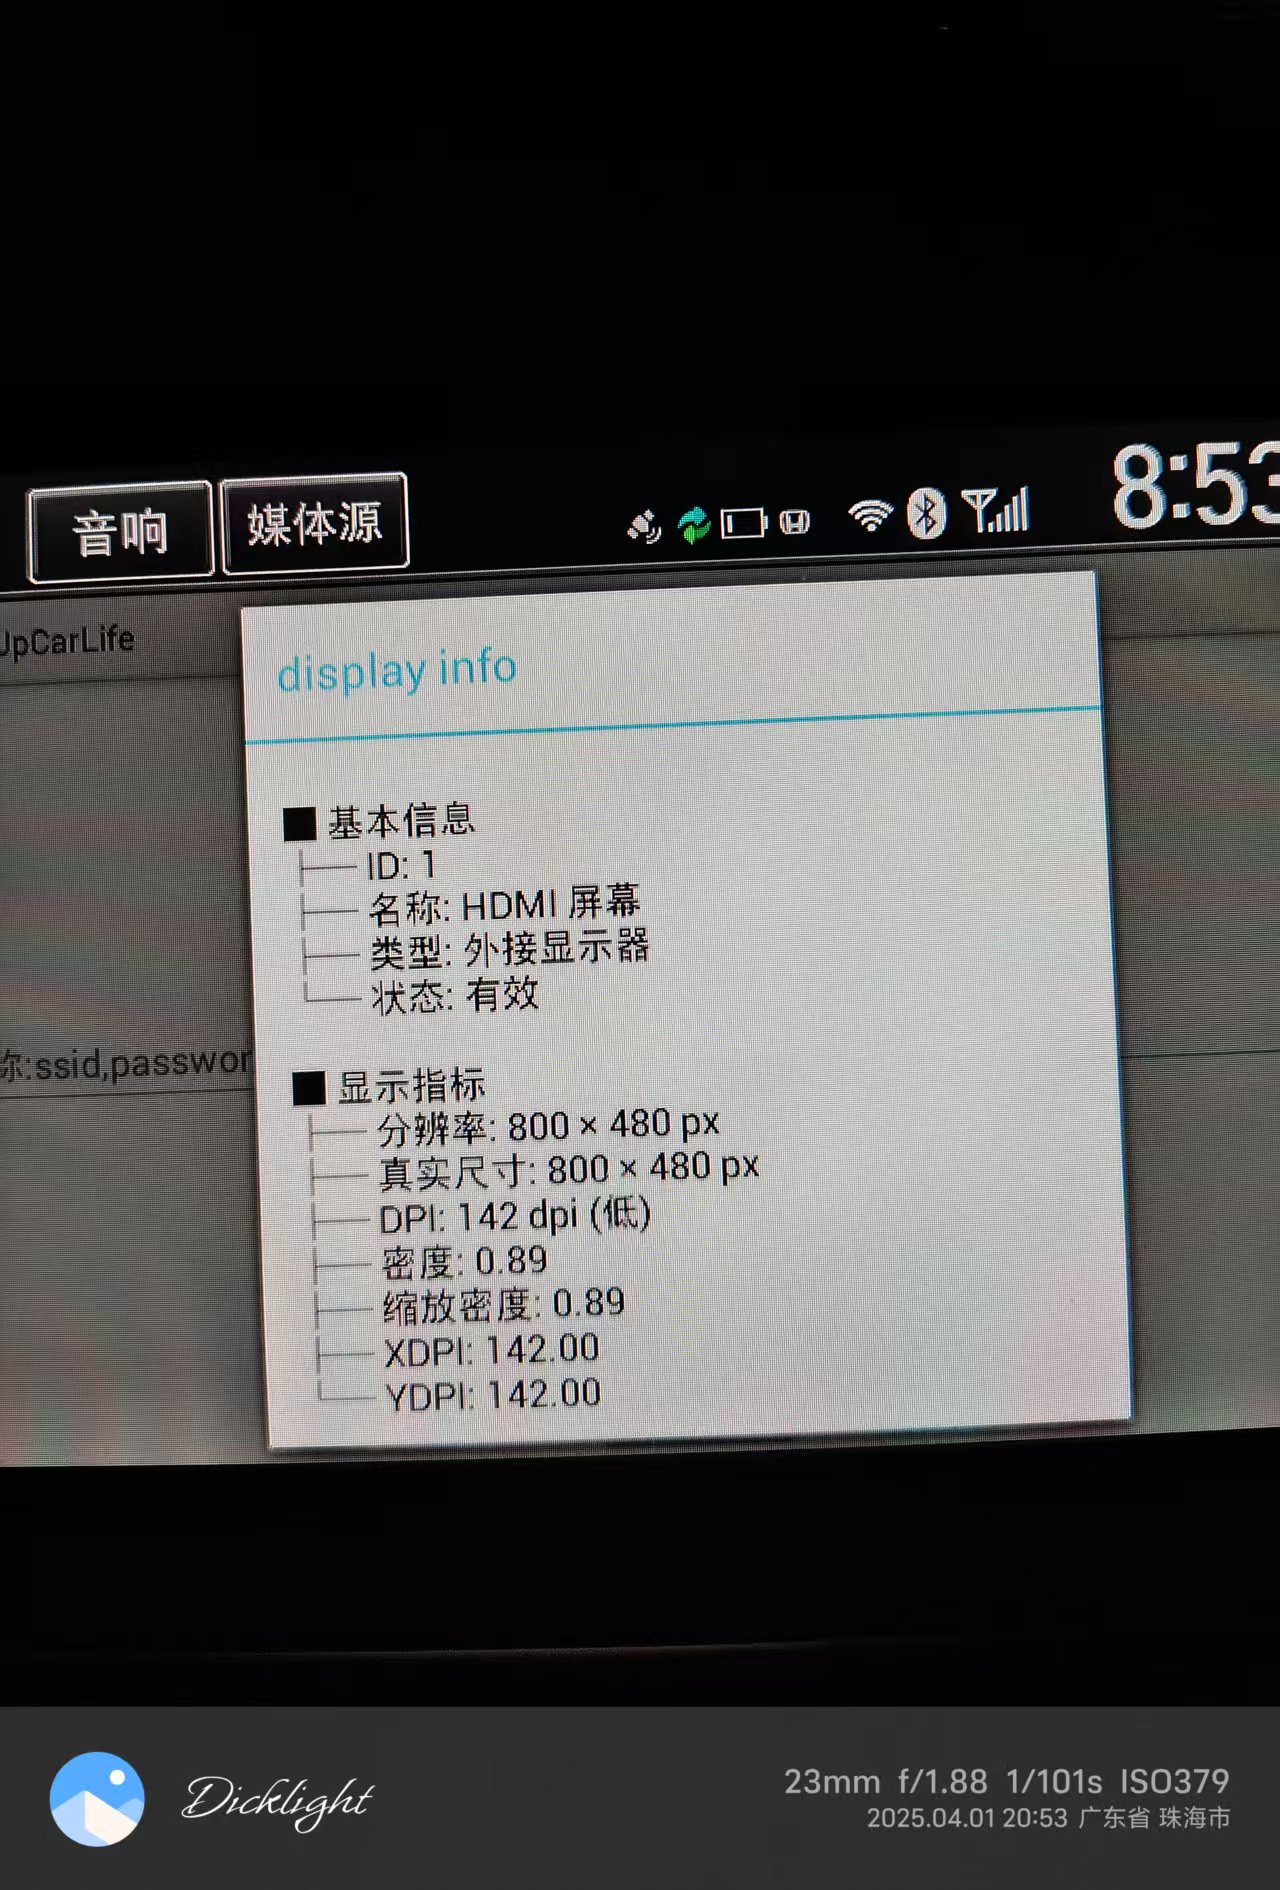 音响 媒体源 8:53
UpCarLife
display info
■ 基本信息
ID: 1
名称: HDMI 屏幕
类型: 外接显示器
状态: 有效
称:ssid,passwor
■ 显示指标
分辨率: 800 × 480 px
真实尺寸: 800 × 480 px
DPI: 142 dpi (低)
密度: 0.89
缩放密度: 0.89
XDPI: 142.00
YDPI: 142.00
Dicklight
23mm f/1.88 1/101s ISO379
2025.04.01 20:53 广东省 珠海市